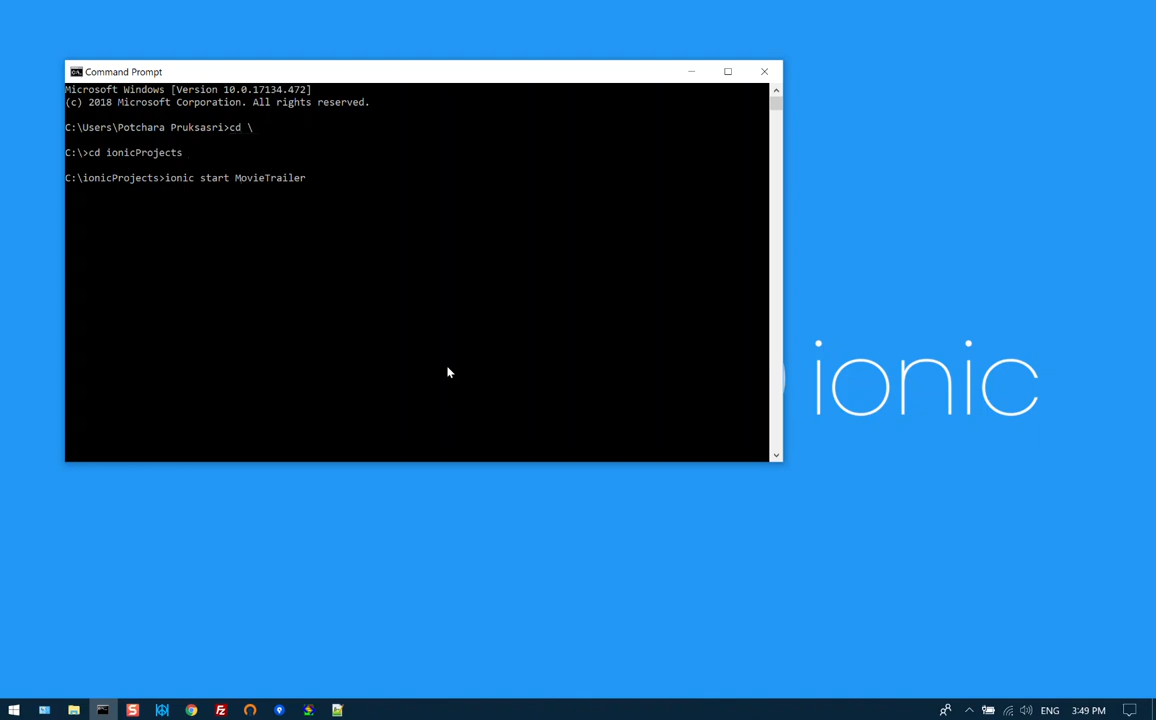 Command Prompt
Microsoft Windows [Version 10.0.17134.472]
(c) 2018 Microsoft Corporation. All rights reserved.
C:\Users\Potchara Pruksasri>cd \
C:\>cd ionicProjects
C:\ionicProjects>ionic start MovieTrailer
ionic
ENG
3:49 PM